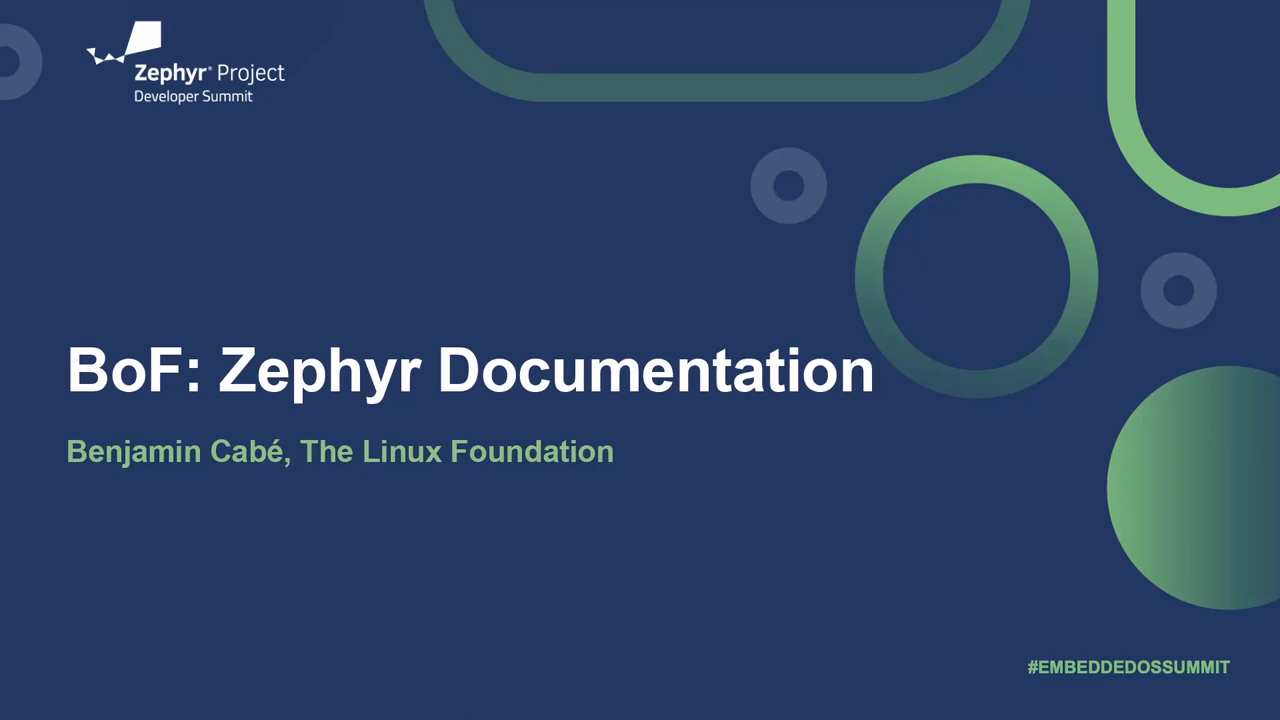 Zephyr® Project
Developer Summit
BoF: Zephyr Documentation
Benjamin Cabé, The Linux Foundation
#EMBEDDEDOSSUMMIT